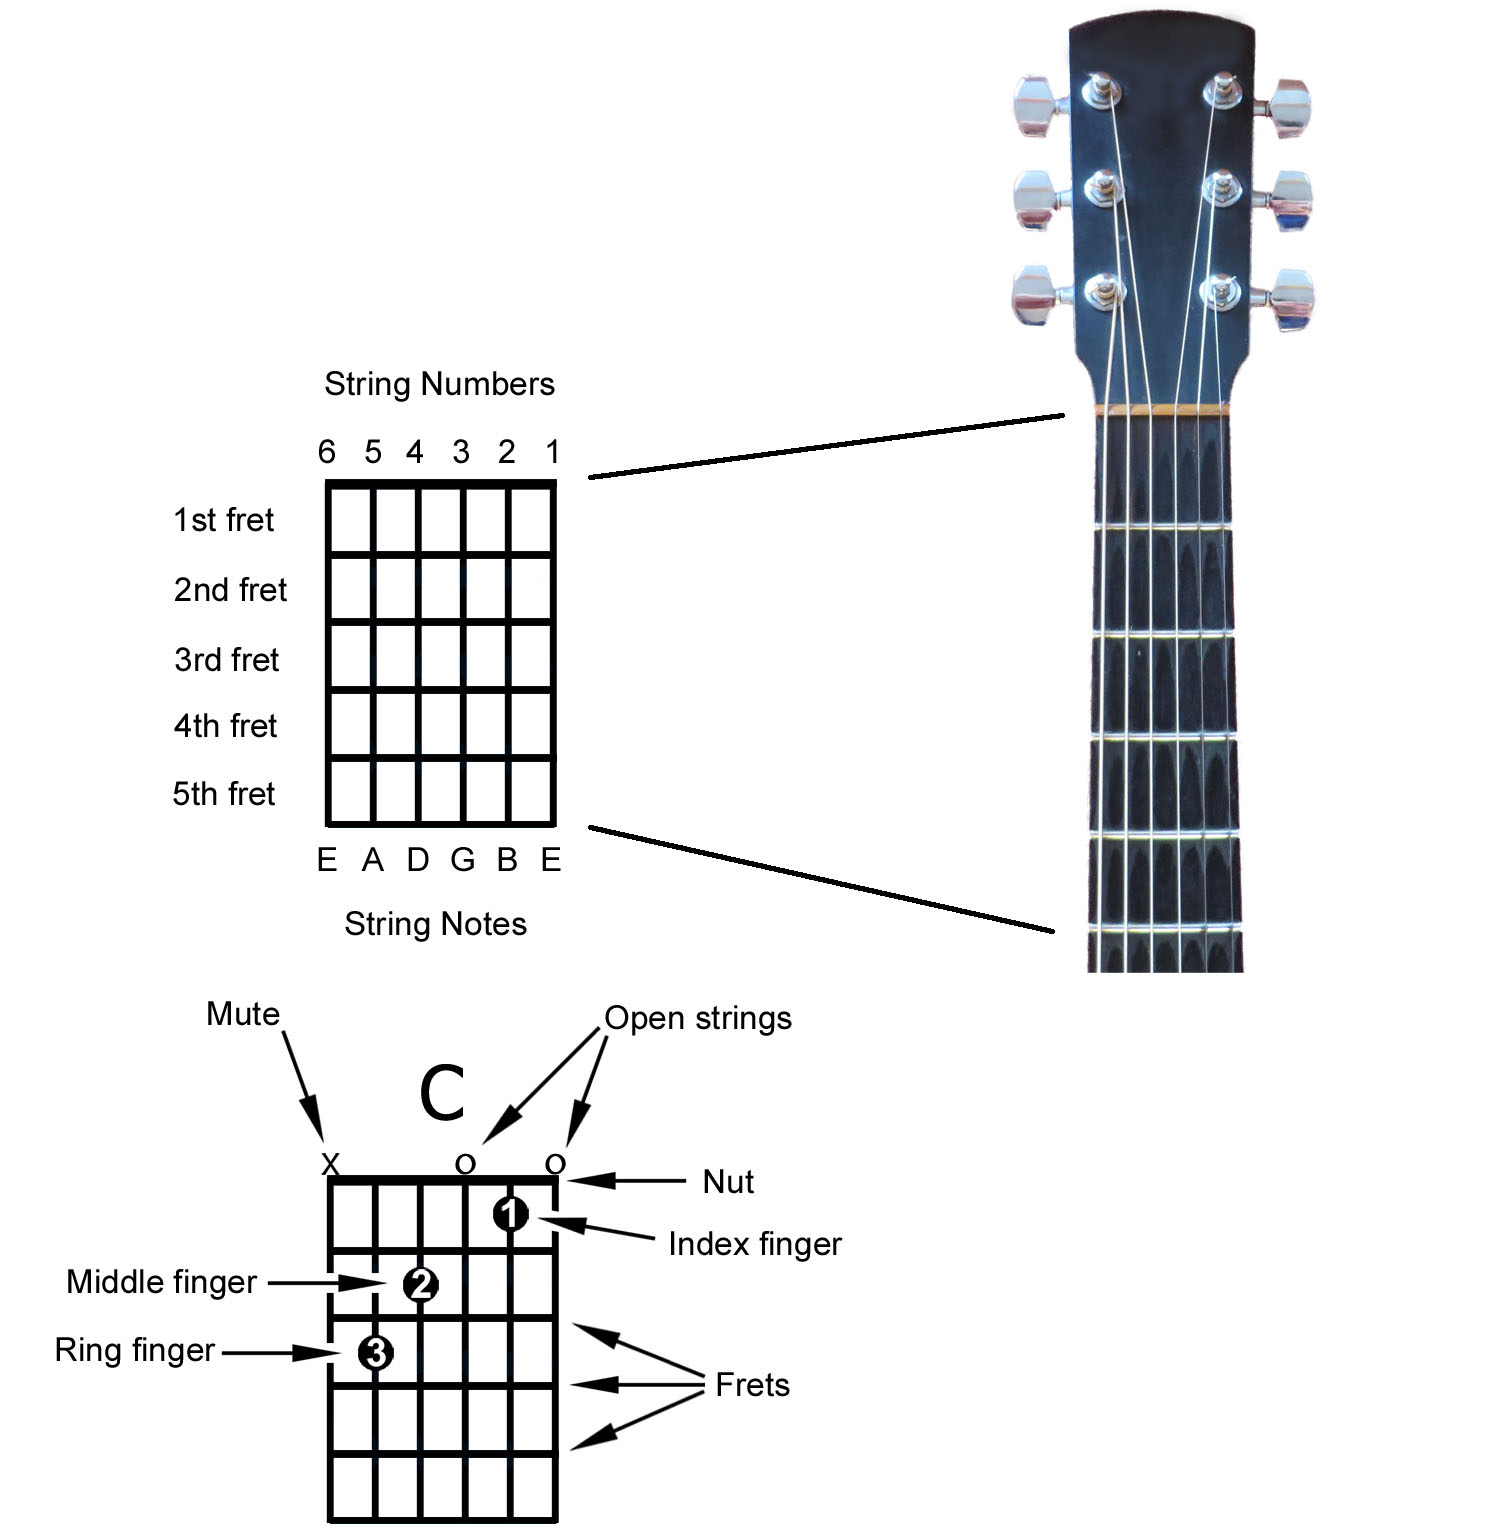 String Numbers
6 5 4 3 2 1
1st fret
2nd fret
3rd fret
4th fret
5th fret
E A D G B E
String Notes
Mute
Open strings
C
x o o
Nut
1
Index finger
Middle finger
2
Ring finger
3
Frets